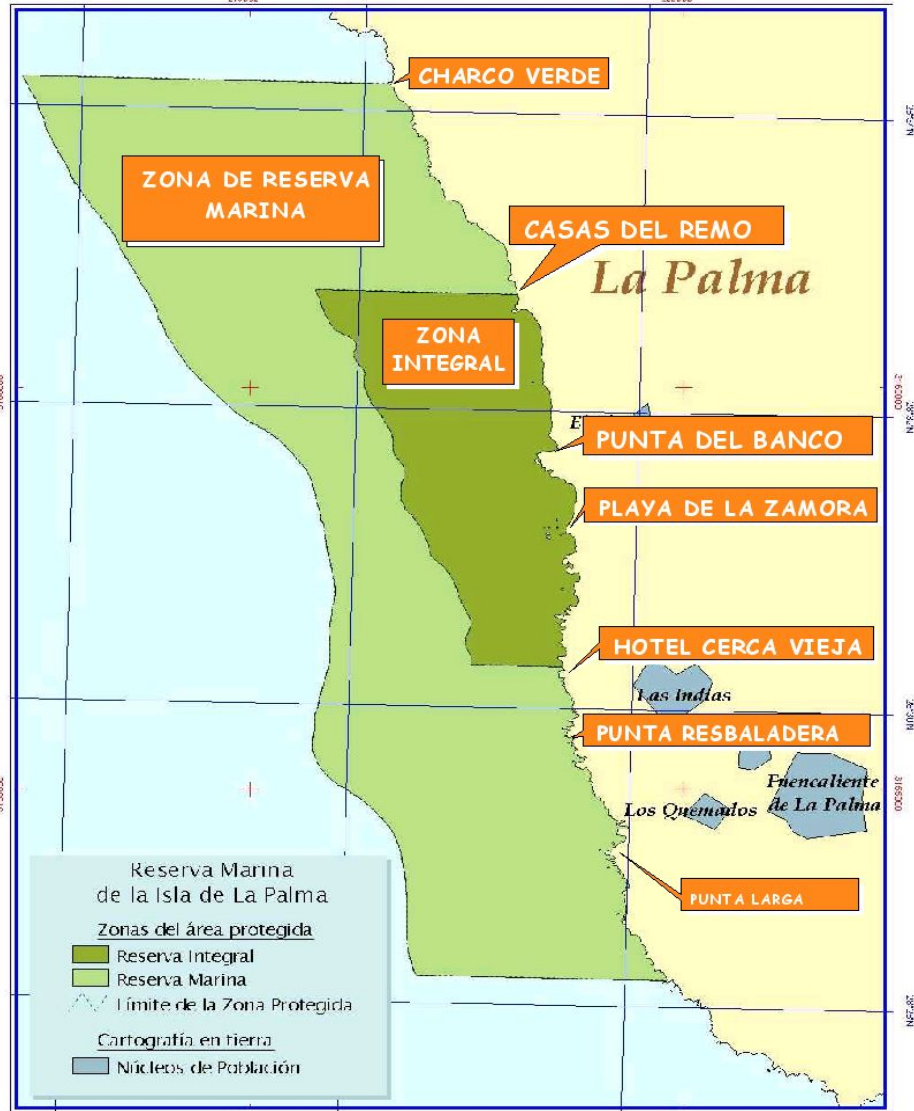 CHARCO VERDE
ZONA DE RESERVA
MARINA
CASAS DEL REMO
La Palma
ZONA
INTEGRAL
PUNTA DEL BANCO
PLAYA DE LA ZAMORA
HOTEL CERCA VIEJA
Las Indias
PUNTA RESBALADERA
Fuencaliente
de La Palma
Los Quemados
PUNTA LARGA
Reserva Marina
de la Isla de La Palma
Zonas del área protegida
Reserva Integral
Reserva Marina
Límite de la Zona Protegida
Cartografía en tierra
Núcleos de Población